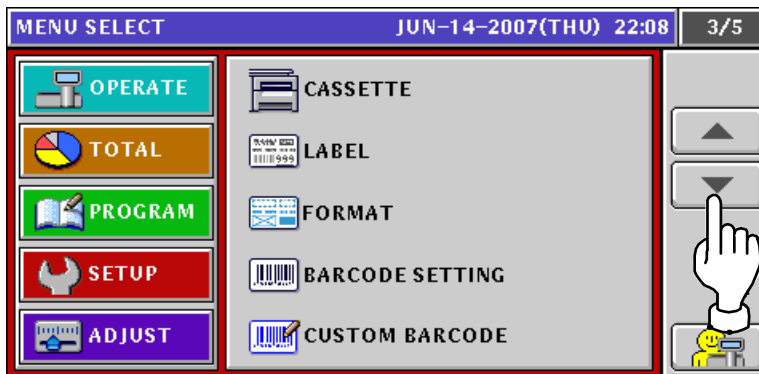 MENU SELECT JUN-14-2007(THU) 22:08 3/5
OPERATE
TOTAL
PROGRAM
SETUP
ADJUST
CASSETTE
LABEL
FORMAT
BARCODE SETTING
CUSTOM BARCODE